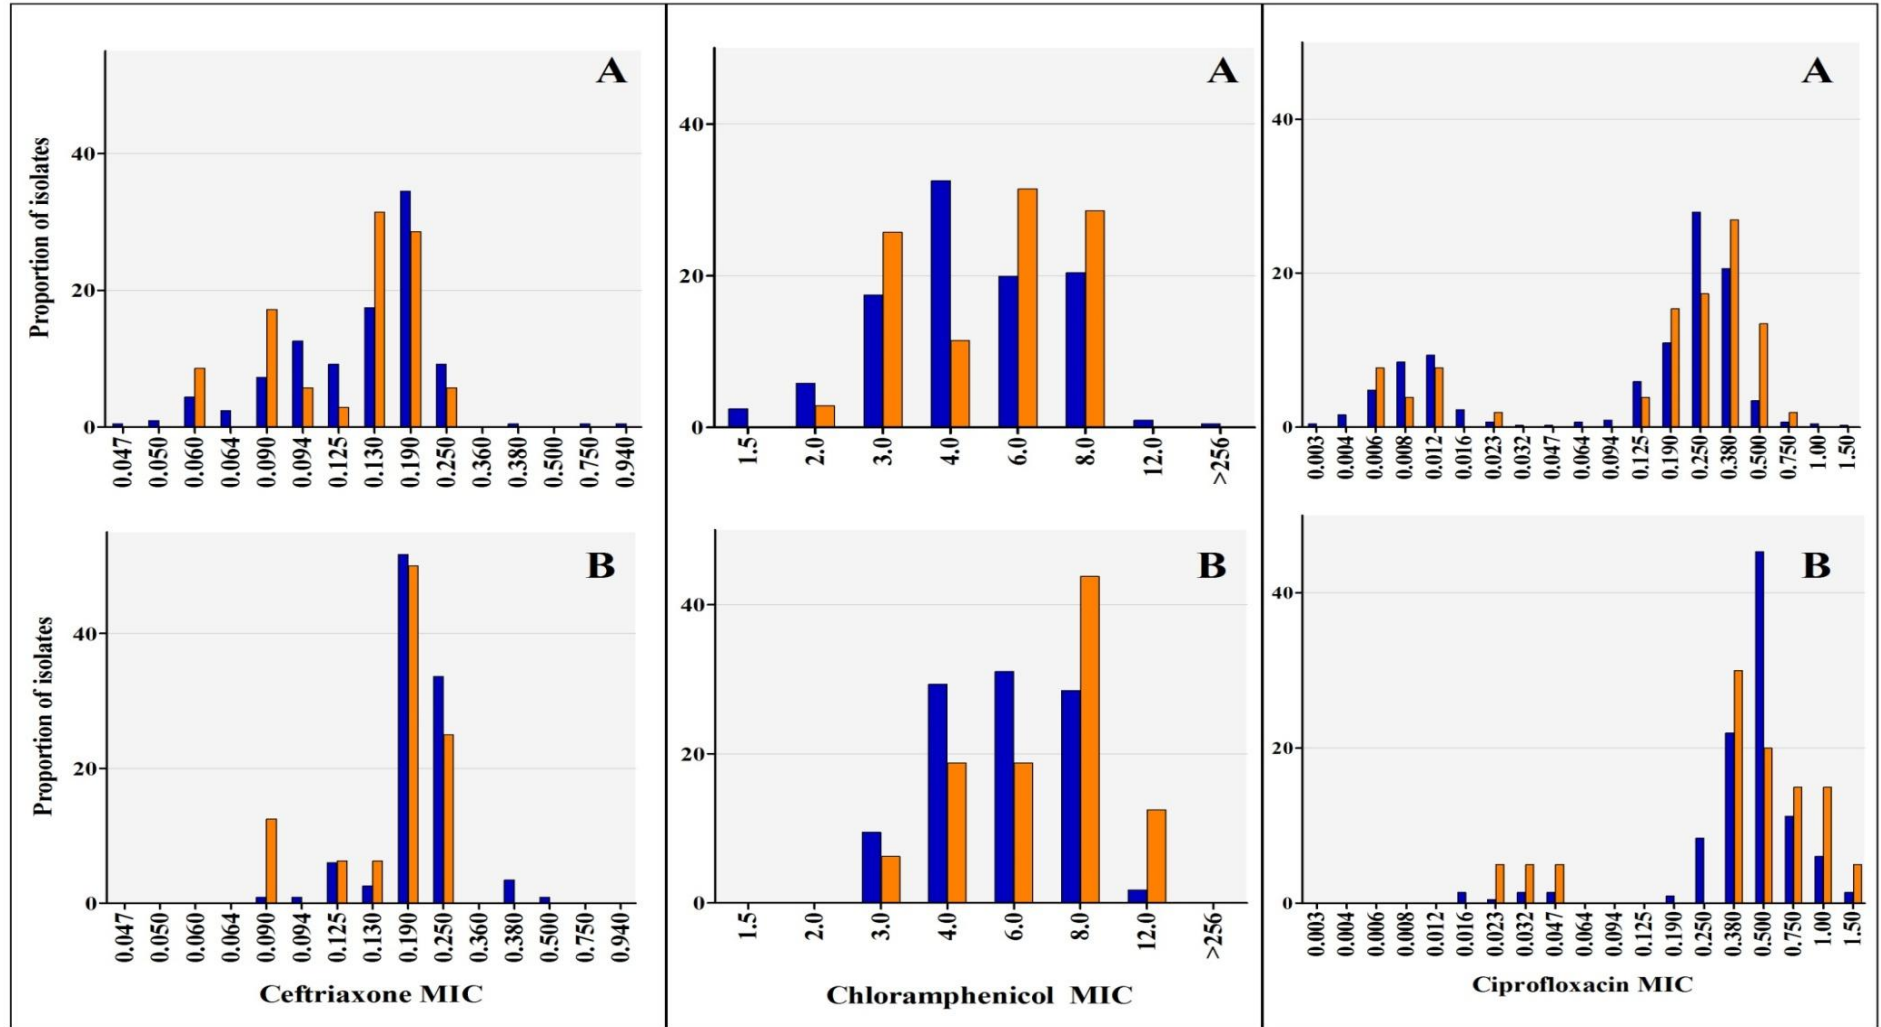 A
Proportion of isolates
40
20
0
0.047 0.050 0.060 0.064 0.090 0.094 0.125 0.130 0.190 0.250 0.360 0.380 0.500 0.750 0.940
B
Proportion of isolates
40
20
0
0.047 0.050 0.060 0.064 0.090 0.094 0.125 0.130 0.190 0.250 0.360 0.380 0.500 0.750 0.940
Ceftriaxone MIC
A
40
20
0
1.5 2.0 3.0 4.0 6.0 8.0 12.0 >256
B
40
20
0
1.5 2.0 3.0 4.0 6.0 8.0 12.0 >256
Chloramphenicol MIC
A
40
20
0
0.003 0.004 0.006 0.008 0.012 0.016 0.023 0.032 0.047 0.064 0.094 0.125 0.190 0.250 0.380 0.500 0.750 1.00 1.50
B
40
20
0
0.003 0.004 0.006 0.008 0.012 0.016 0.023 0.032 0.047 0.064 0.094 0.125 0.190 0.250 0.380 0.500 0.750 1.00 1.50
Ciprofloxacin MIC